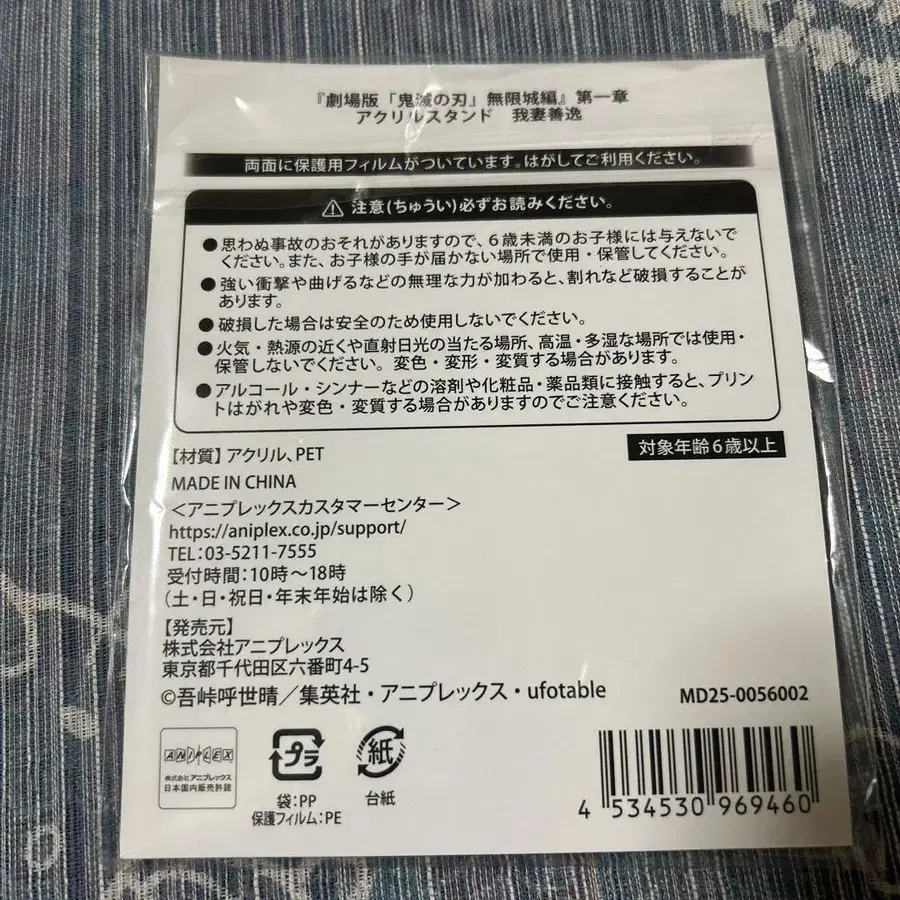 『劇場版「鬼滅の刃」無限城編』第一章
アクリルスタンド 我妻善逸
両面に保護用フィルムがついています。はがしてご利用ください。
注意(ちゅうい)必ずお読みください。
●思わぬ事故のおそれがありますので、6歳未満のお子様には与えないで
ください。また、お子様の手が届かない場所で使用・保管してください。
●強い衝撃や曲げるなどの無理な力が加わると、割れなど破損することが
あります。
●破損した場合は安全のため使用しないでください。
●火気・熱源の近くや直射日光の当たる場所、高温・多湿な場所では使用・
保管しないでください。変色・変形・変質する場合があります。
●アルコール・シンナーなどの溶剤や化粧品・薬品類に接触すると、プリン
トはがれや変色・変質する場合がありますのでご注意ください。
【材質】アクリル、PET
対象年齢6歳以上
MADE IN CHINA
＜アニプレックスカスタマーセンター＞
https://aniplex.co.jp/support/
TEL:03-5211-7555
受付時間:10時～18時
(土・日・祝日・年末年始は除く)
【発売元】
株式会社アニプレックス
東京都千代田区六番町4-5
©吾峠呼世晴／集英社・アニプレックス・ufotable
MD25-0056002
ANIPLEX
株式会社アニプレックス
日本国内販売許諾
プラ
袋:PP
保護フィルム:PE
紙
台紙
4 534530 969460